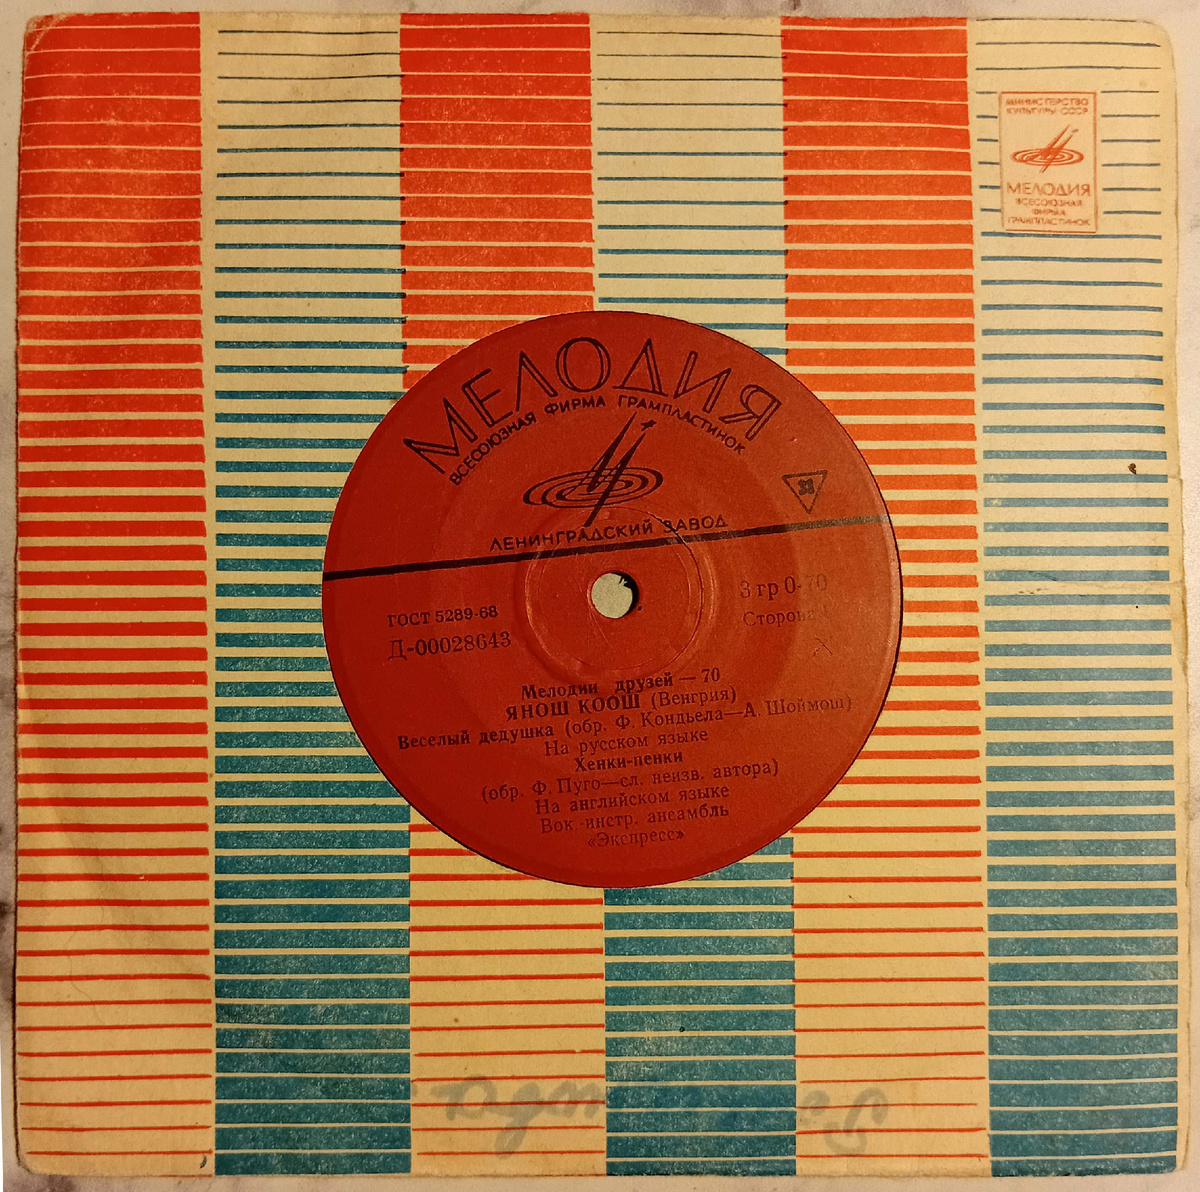 МИНИСТЕРСТВО
КУЛЬТУРЫ СССР
МЕЛОДИЯ
ВСЕСОЮЗНАЯ
ФИРМА
ГРАМПЛАСТИНОК
МЕЛОДИЯ
ВСЕСОЮЗНАЯ ФИРМА ГРАМПЛАСТИНОК
ЛЕНИНГРАДСКИЙ ЗАВОД
ГОСТ 5289-68
3 гр 0-70
Д-00028643
Сторона
Мелодии друзей — 70
ЯНОШ КООШ (Венгрия)
Веселый дедушка (обр. Ф. Кондьела—А. Шоймош)
На русском языке
Хенки-пенки
(обр. Ф. Пуго—сл. неизв. автора)
На английском языке
Вок.-инстр. ансамбль
«Экспресс»